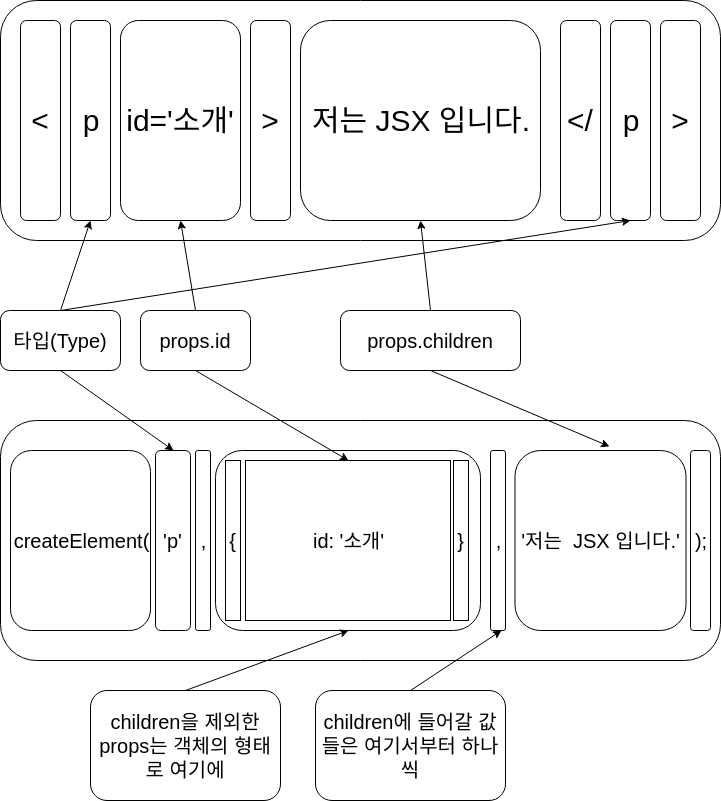 < p id='소개' > 저는 JSX 입니다. </ p >
타입(Type) props.id props.children
createElement( 'p' , { id: '소개' } , '저는  JSX 입니다.' );
children을 제외한
props는 객체의 형태
로 여기에
children에 들어갈 값
들은 여기서부터 하나
씩